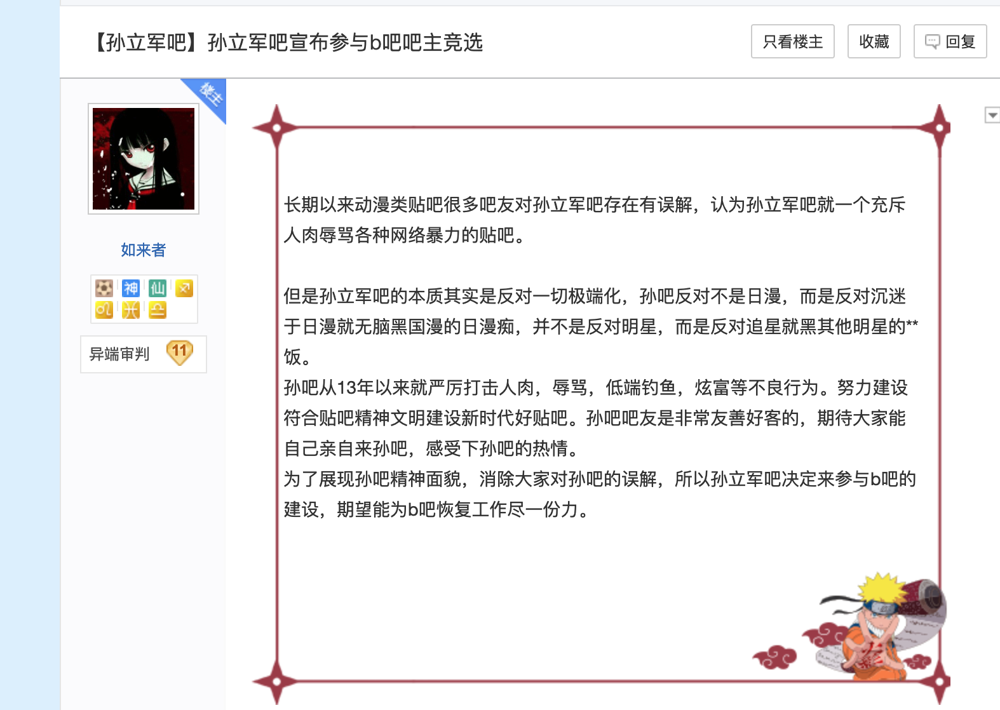 【孙立军吧】孙立军吧宣布参与b吧吧主竞选
只看楼主
收藏
回复
楼主
如来者
神
仙
异端审判
11
长期以来动漫类贴吧很多吧友对孙立军吧存在有误解，认为孙立军吧就一个充斥
人肉辱骂各种网络暴力的贴吧。
但是孙立军吧的本质其实是反对一切极端化，孙吧反对不是日漫，而是反对沉迷
于日漫就无脑黑国漫的日漫痴，并不是反对明星，而是反对追星就黑其他明星的**
饭。
孙吧从13年以来就严厉打击人肉，辱骂，低端钓鱼，炫富等不良行为。努力建设
符合贴吧精神文明建设新时代好贴吧。孙吧吧友是非常友善好客的，期待大家能
自己亲自来孙吧，感受下孙吧的热情。
为了展现孙吧精神面貌，消除大家对孙吧的误解，所以孙立军吧决定来参与b吧的
建设，期望能为b吧恢复工作尽一份力。